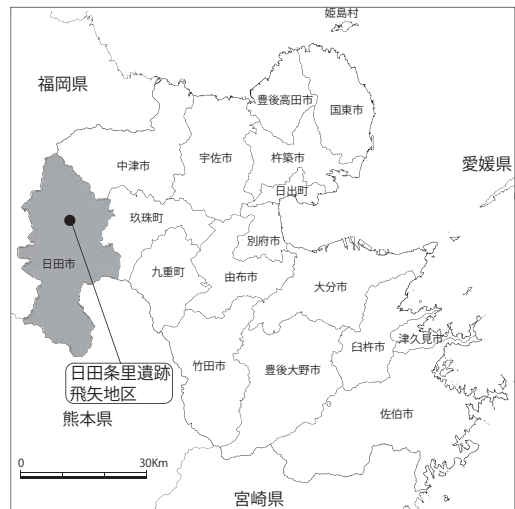 姫島村
福岡県
豊後高田市
国東市
中津市
宇佐市
杵築市
愛媛県
日出町
玖珠町
別府市
日田市
九重町
由布市
大分市
津久見市
臼杵市
竹田市
豊後大野市
日田条里遺跡
飛矢地区
熊本県
佐伯市
0 30Km
宮崎県